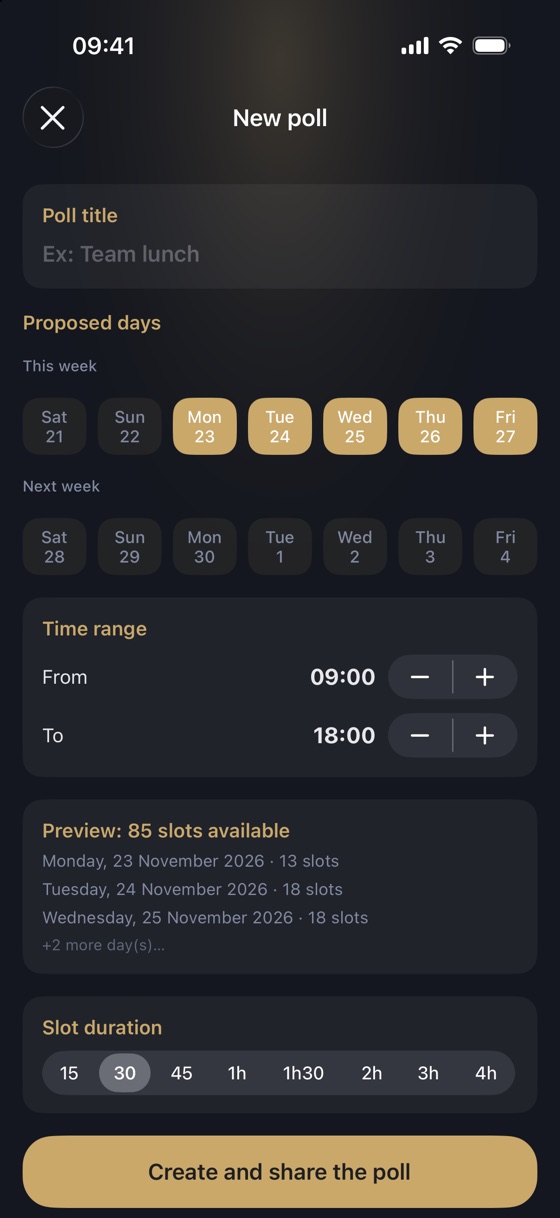 09:41
New poll
Poll title
Ex: Team lunch
Proposed days
This week
Sat Sun Mon Tue Wed Thu Fri
21 22 23 24 25 26 27
Next week
Sat Sun Mon Tue Wed Thu Fri
28 29 30 1 2 3 4
Time range
From 09:00 − +
To 18:00 − +
Preview: 85 slots available
Monday, 23 November 2026 · 13 slots
Tuesday, 24 November 2026 · 18 slots
Wednesday, 25 November 2026 · 18 slots
+2 more day(s)...
Slot duration
15 30 45 1h 1h30 2h 3h 4h
Create and share the poll